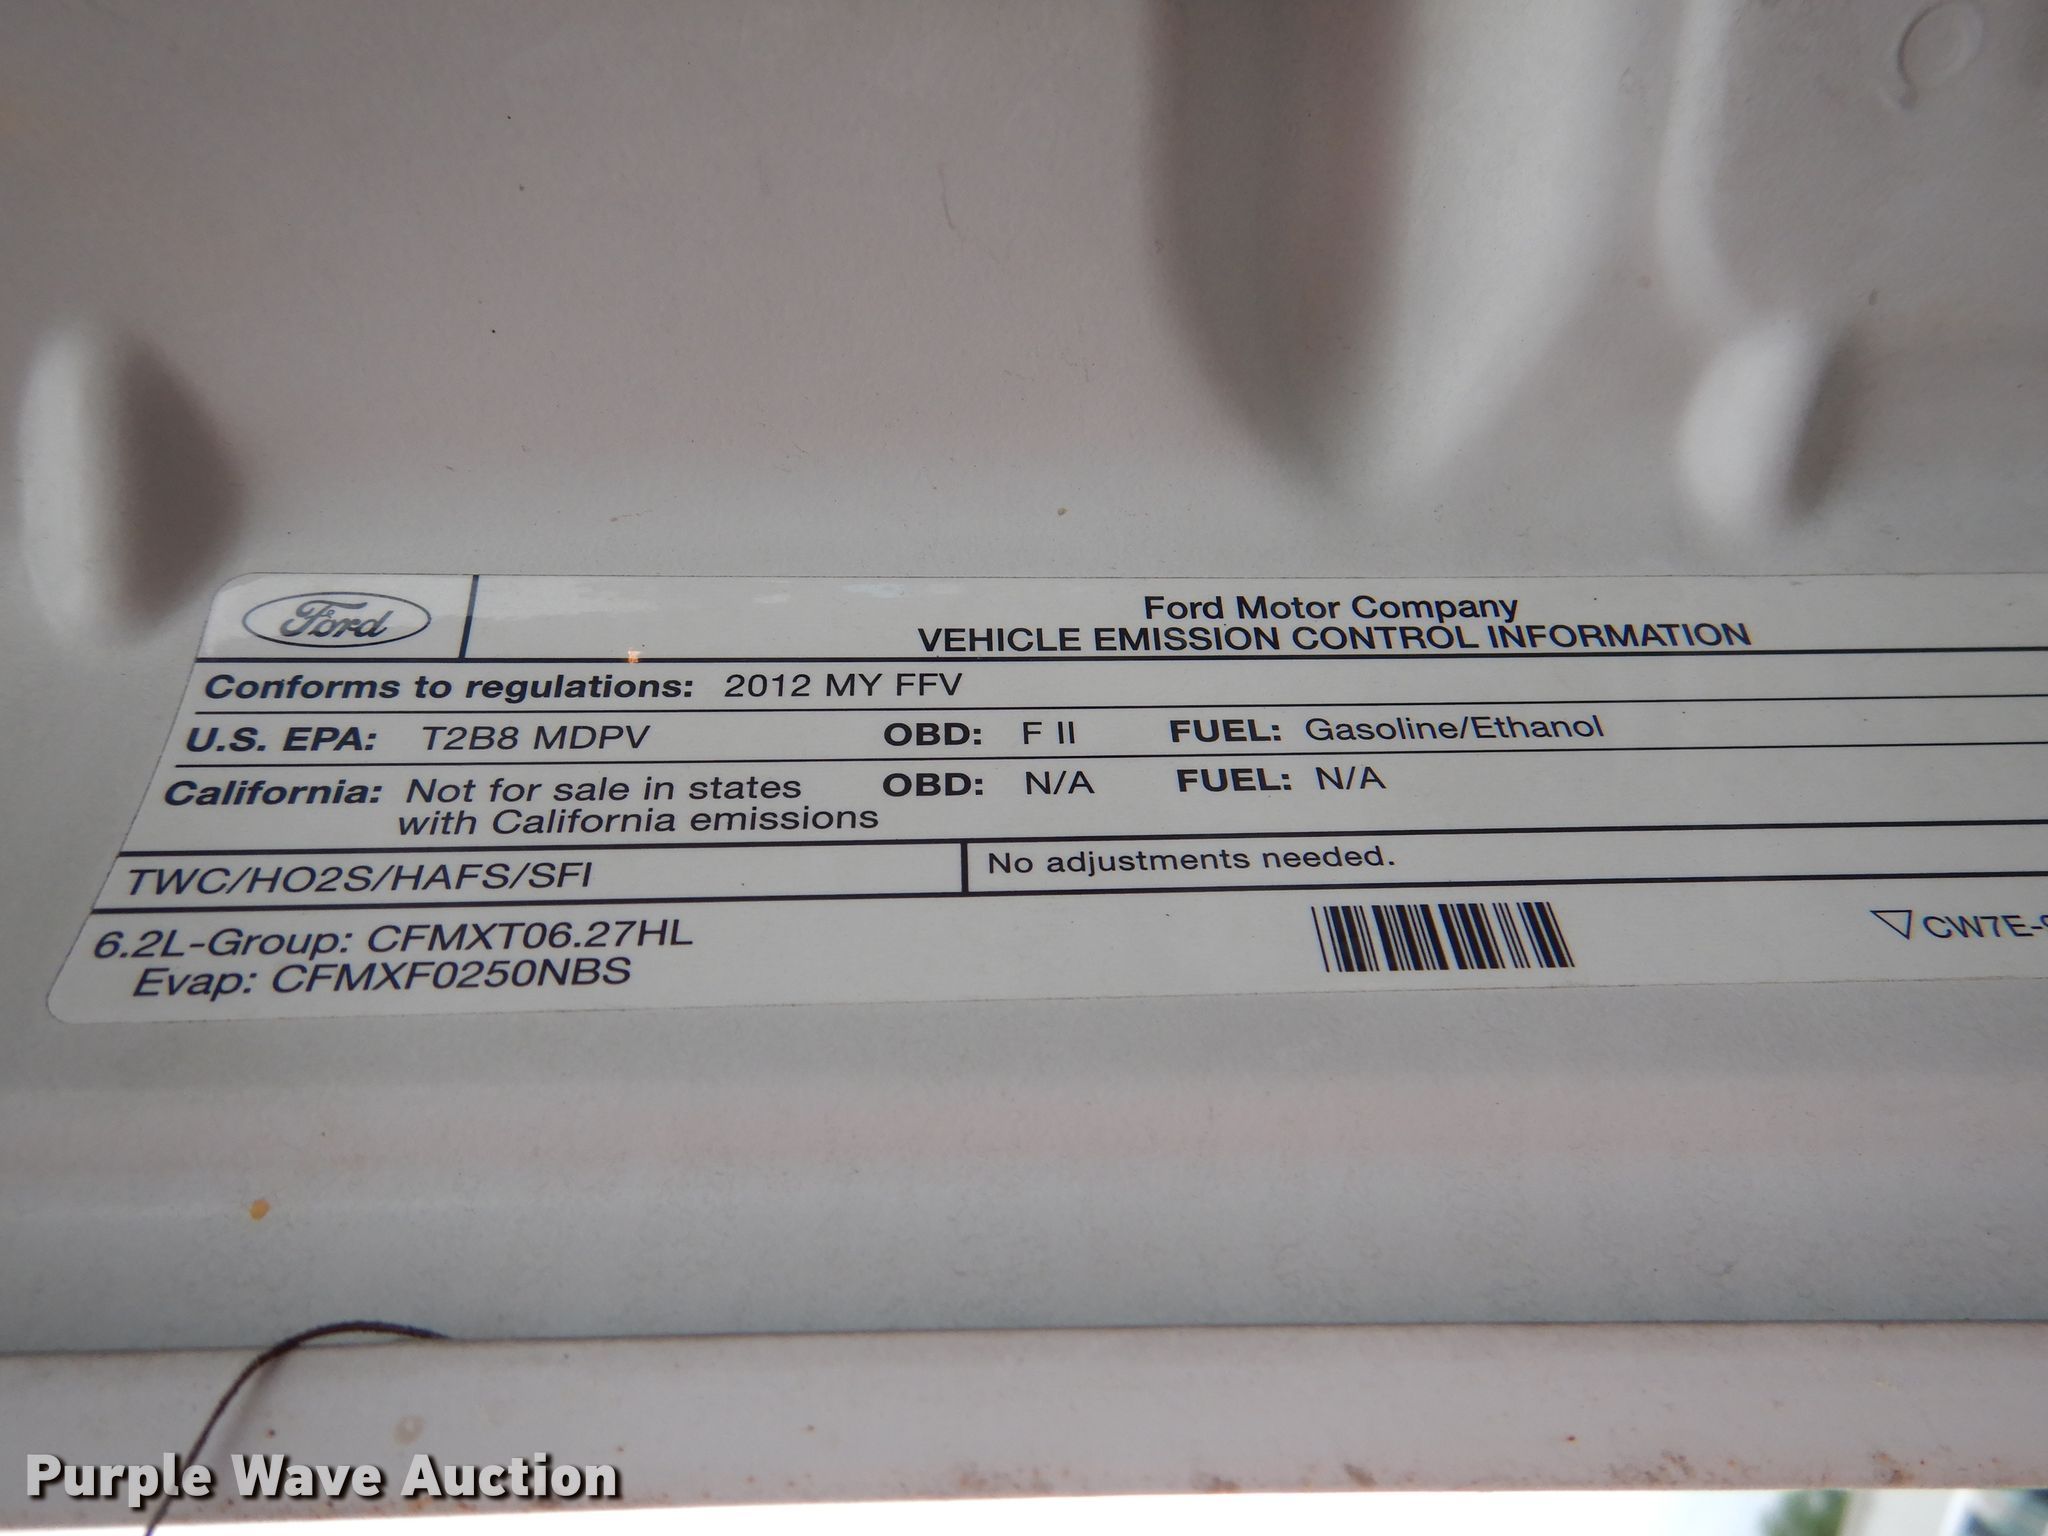 Ford
Ford Motor Company
VEHICLE EMISSION CONTROL INFORMATION
Conforms to regulations: 2012 MY FFV
U.S. EPA: T2B8 MDPV OBD: F II FUEL: Gasoline/Ethanol
California: Not for sale in states OBD: N/A FUEL: N/A
with California emissions
TWC/HO2S/HAFS/SFI
No adjustments needed.
6.2L-Group: CFMXT06.27HL
Evap: CFMXF0250NBS
CW7E-
Purple Wave Auction